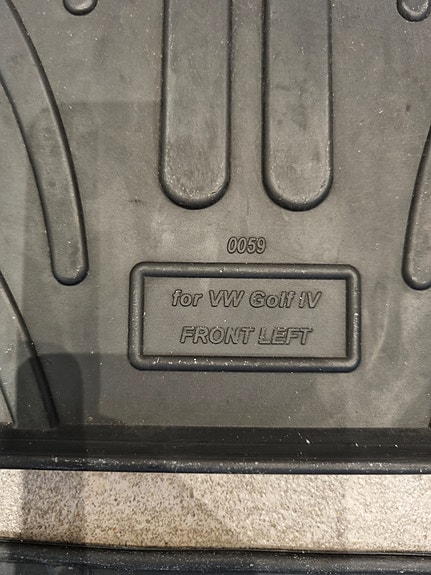 0059
for VW Golf IV
FRONT LEFT